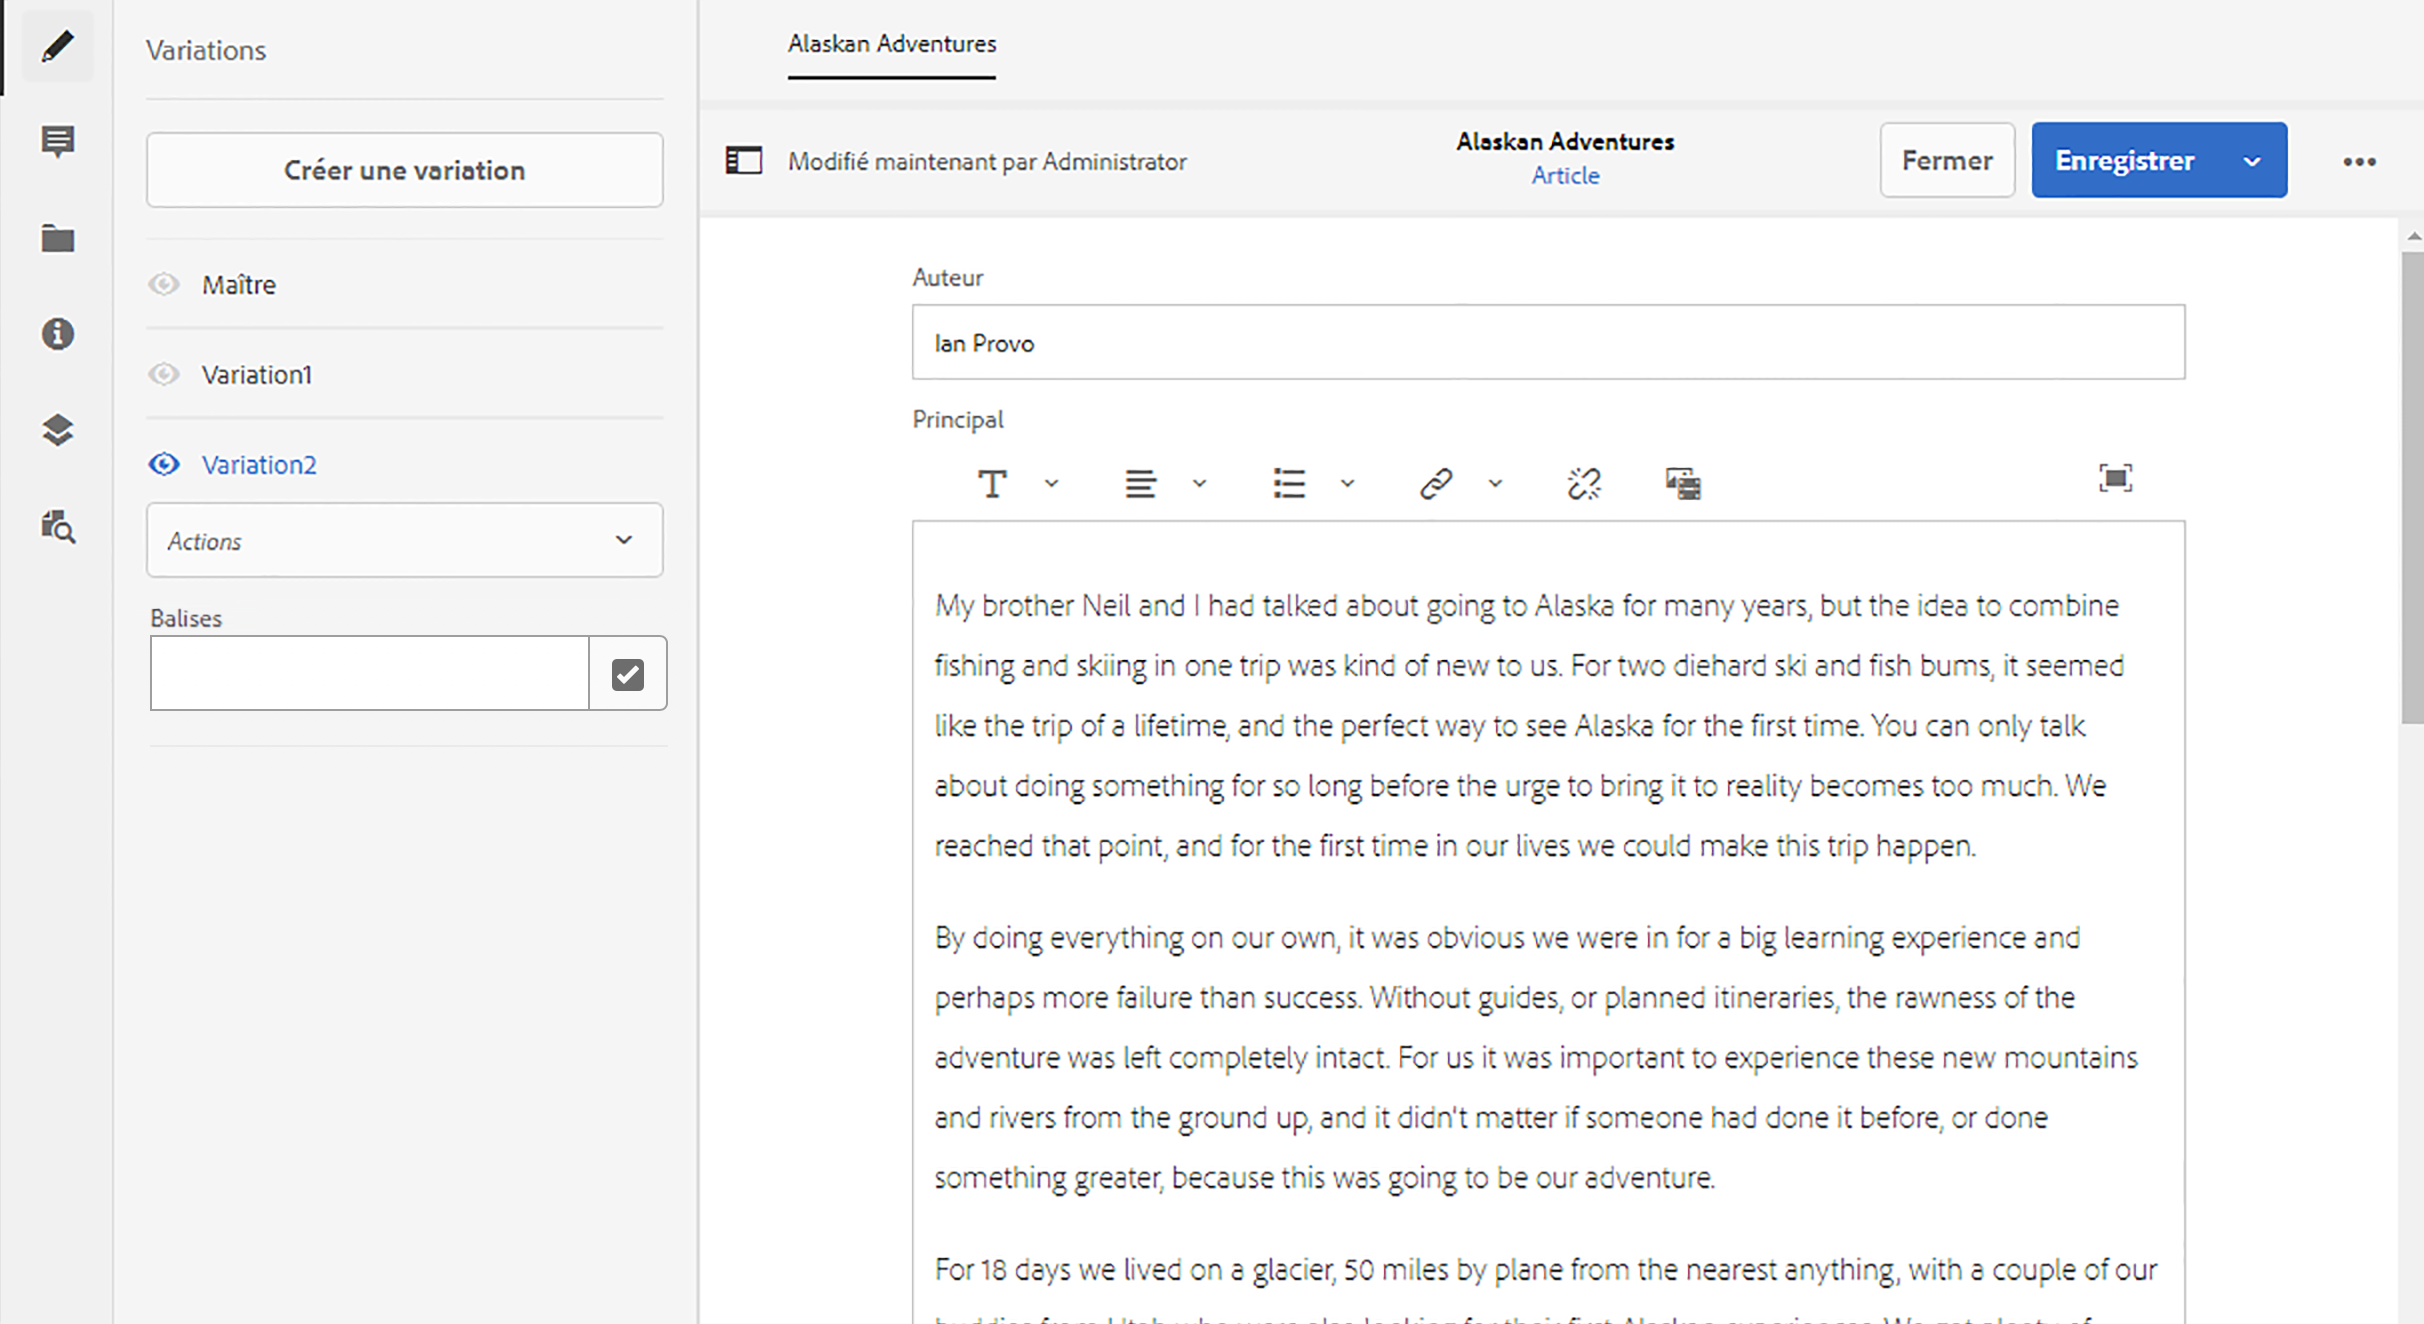 Variations
Créer une variation
Maître
Variation1
Variation2
Actions
Balises
Alaskan Adventures
Modifié maintenant par Administrator
Alaskan Adventures
Article
Fermer
Enregistrer
Auteur
Ian Provo
Principal
My brother Neil and I had talked about going to Alaska for many years, but the idea to combine
fishing and skiing in one trip was kind of new to us. For two diehard ski and fish bums, it seemed
like the trip of a lifetime, and the perfect way to see Alaska for the first time. You can only talk
about doing something for so long before the urge to bring it to reality becomes too much. We
reached that point, and for the first time in our lives we could make this trip happen.
By doing everything on our own, it was obvious we were in for a big learning experience and
perhaps more failure than success. Without guides, or planned itineraries, the rawness of the
adventure was left completely intact. For us it was important to experience these new mountains
and rivers from the ground up, and it didn't matter if someone had done it before, or done
something greater, because this was going to be our adventure.
For 18 days we lived on a glacier, 50 miles by plane from the nearest anything, with a couple of our